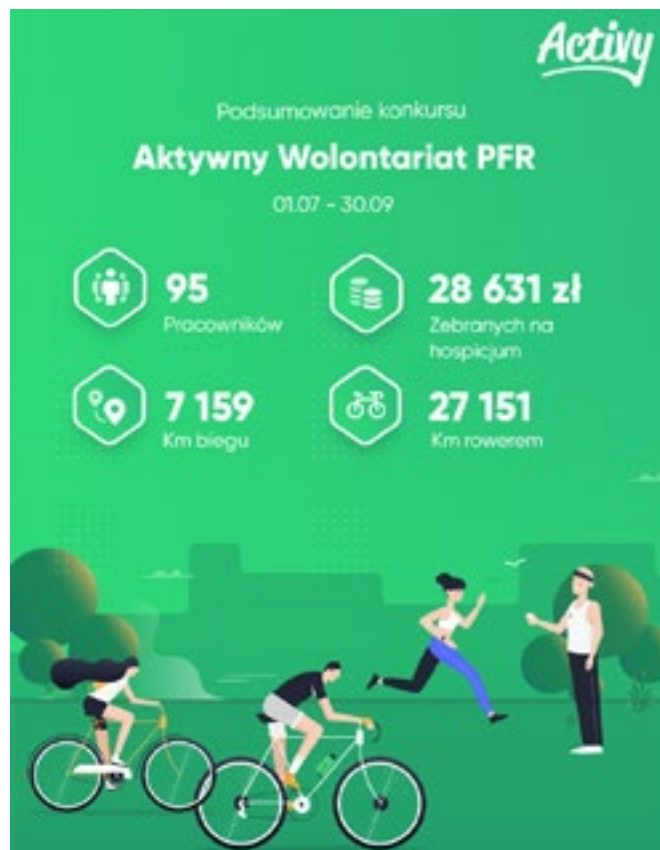 Activy
Podsumowanie konkursu
Aktywny Wolontariat PFR
01.07 - 30.09
95
Pracowników
28 631 zł
Zebranych na
hospicjum
7 159
Km biegu
27 151
Km rowerem